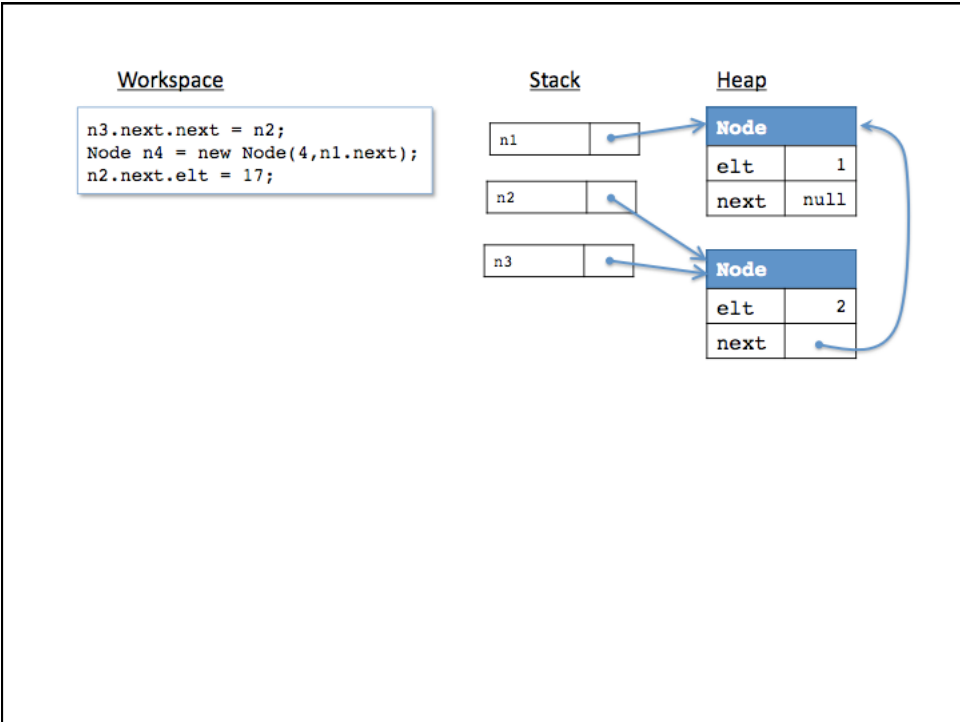 Workspace
n3.next.next = n2;
Node n4 = new Node(4,n1.next);
n2.next.elt = 17;
Stack
n1
n2
n3
Heap
Node
elt 1
next null
Node
elt 2
next